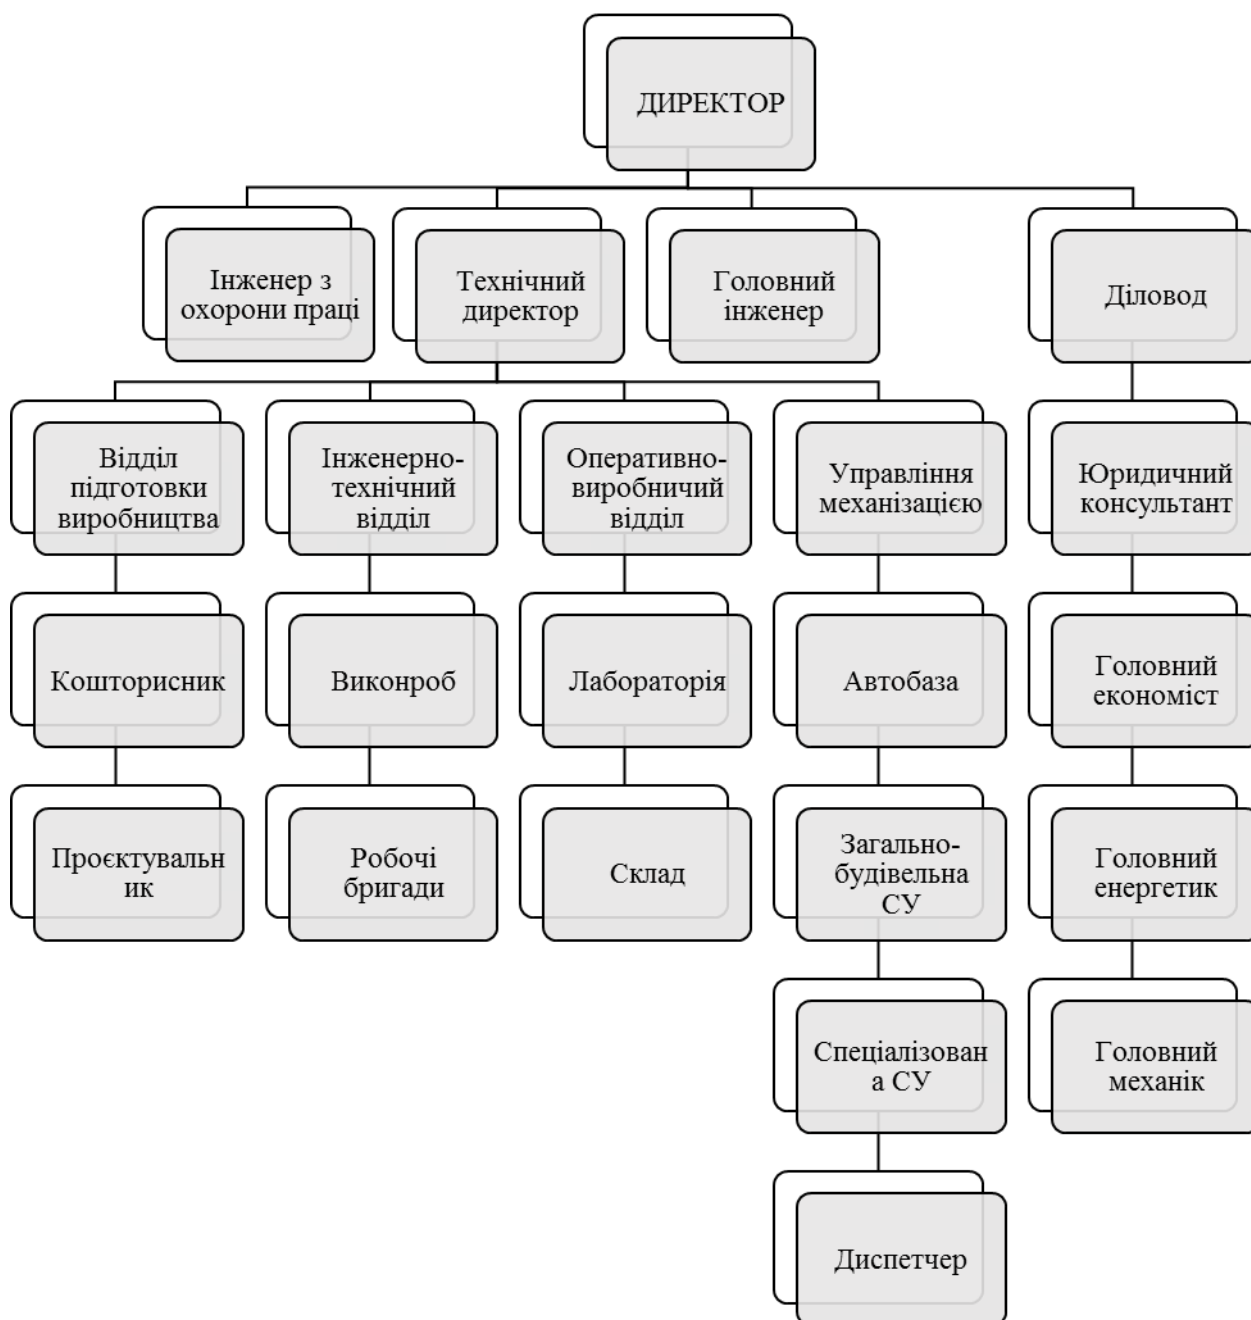 ДИРЕКТОР
Інженер з
охорони праці
Технічний
директор
Головний
інженер
Діловод
Відділ
підготовки
виробництва
Інженерно-
технічний
відділ
Оперативно-
виробничий
відділ
Управління
механізацією
Юридичний
консультант
Кошторисник
Виконроб
Лабораторія
Автобаза
Головний
економіст
Проєктувальн
ик
Робочі
бригади
Склад
Загально-
будівельна
СУ
Головний
енергетик
Спеціалізован
а СУ
Головний
механік
Диспетчер